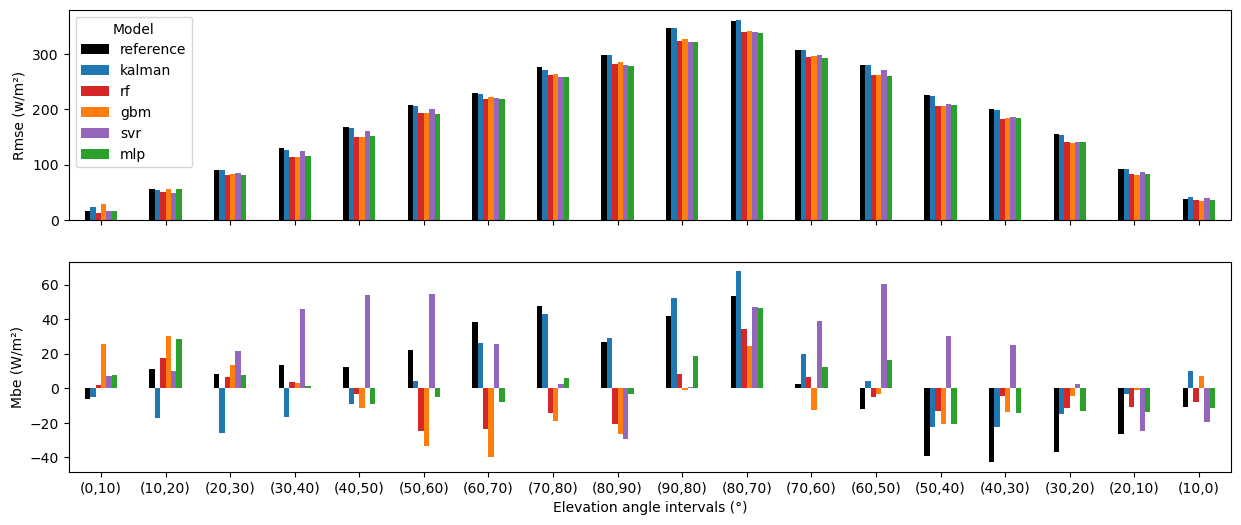 Model
reference
kalman
rf
gbm
svr
mlp
Rmse (w/m²)
300
200
100
0
Mbe (W/m²)
60
40
20
0
−20
−40
(0,10) (10,20) (20,30) (30,40) (40,50) (50,60) (60,70) (70,80) (80,90) (90,80) (80,70) (70,60) (60,50) (50,40) (40,30) (30,20) (20,10) (10,0)
Elevation angle intervals (°)